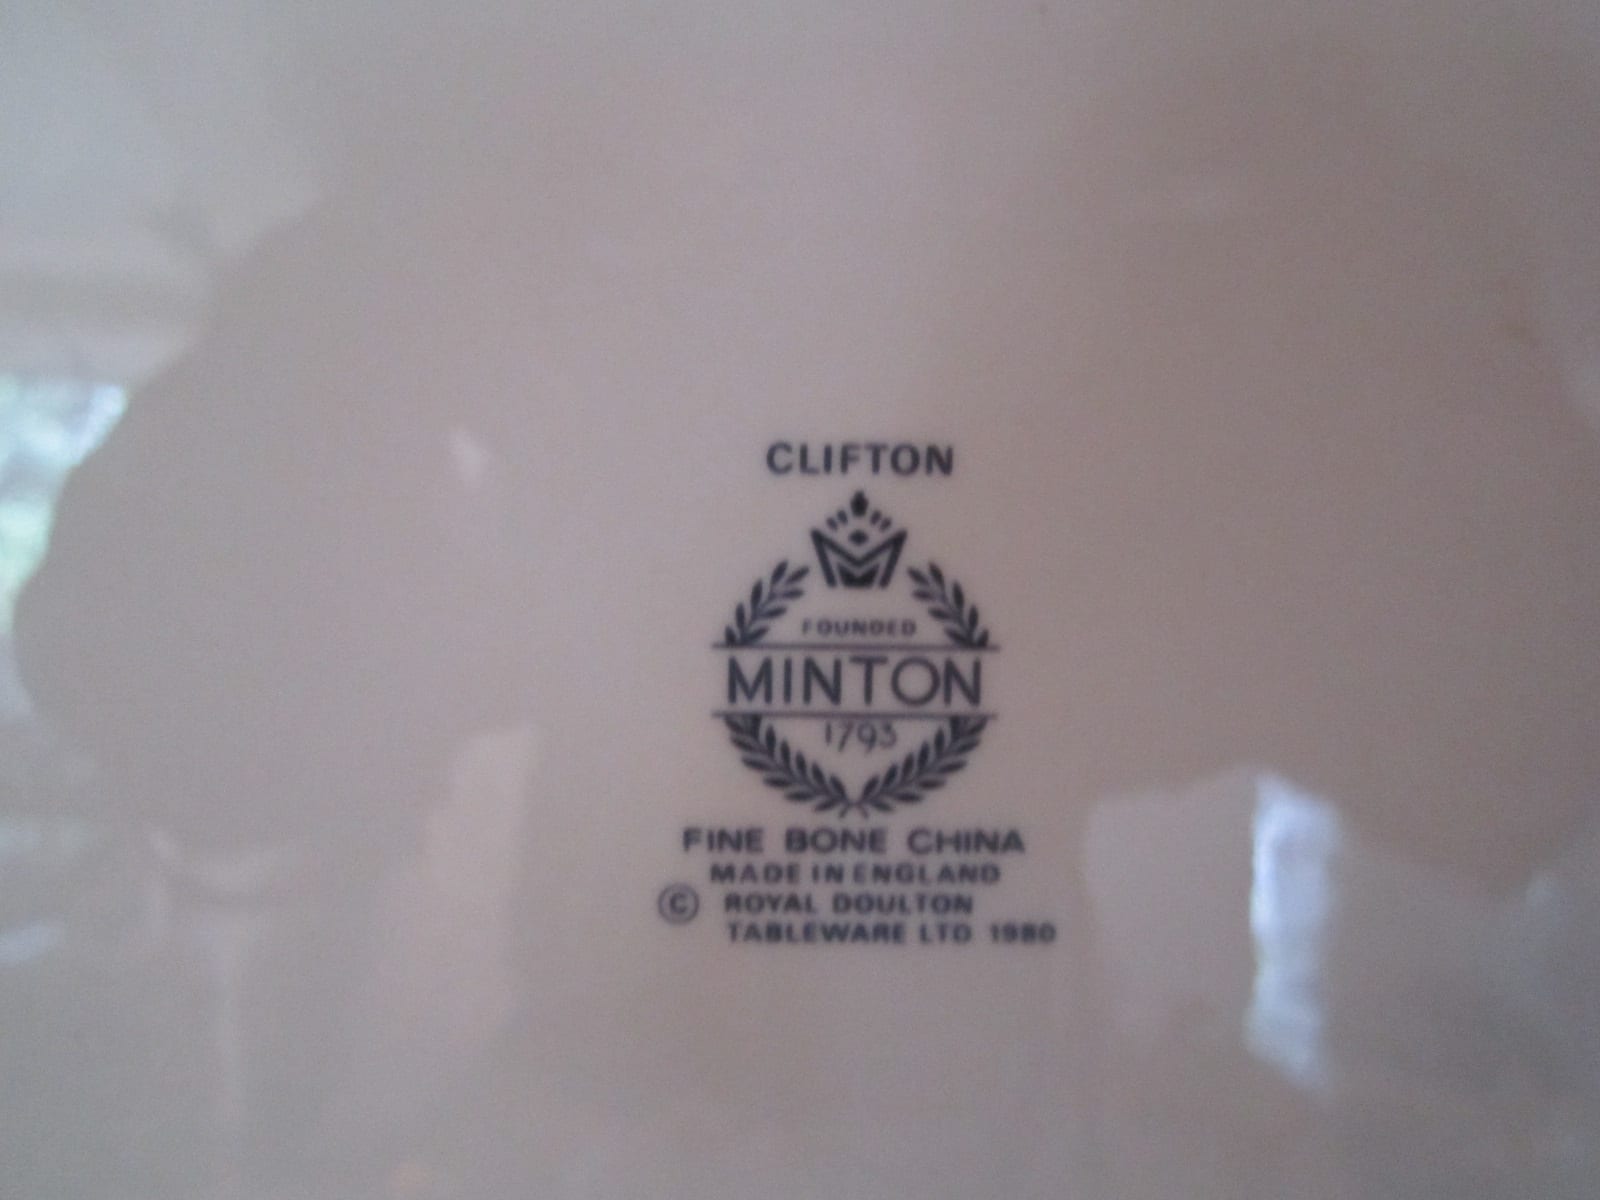 CLIFTON
FOUNDED
MINTON
1793
FINE BONE CHINA
MADE IN ENGLAND
© ROYAL DOULTON
TABLEWARE LTD 1980